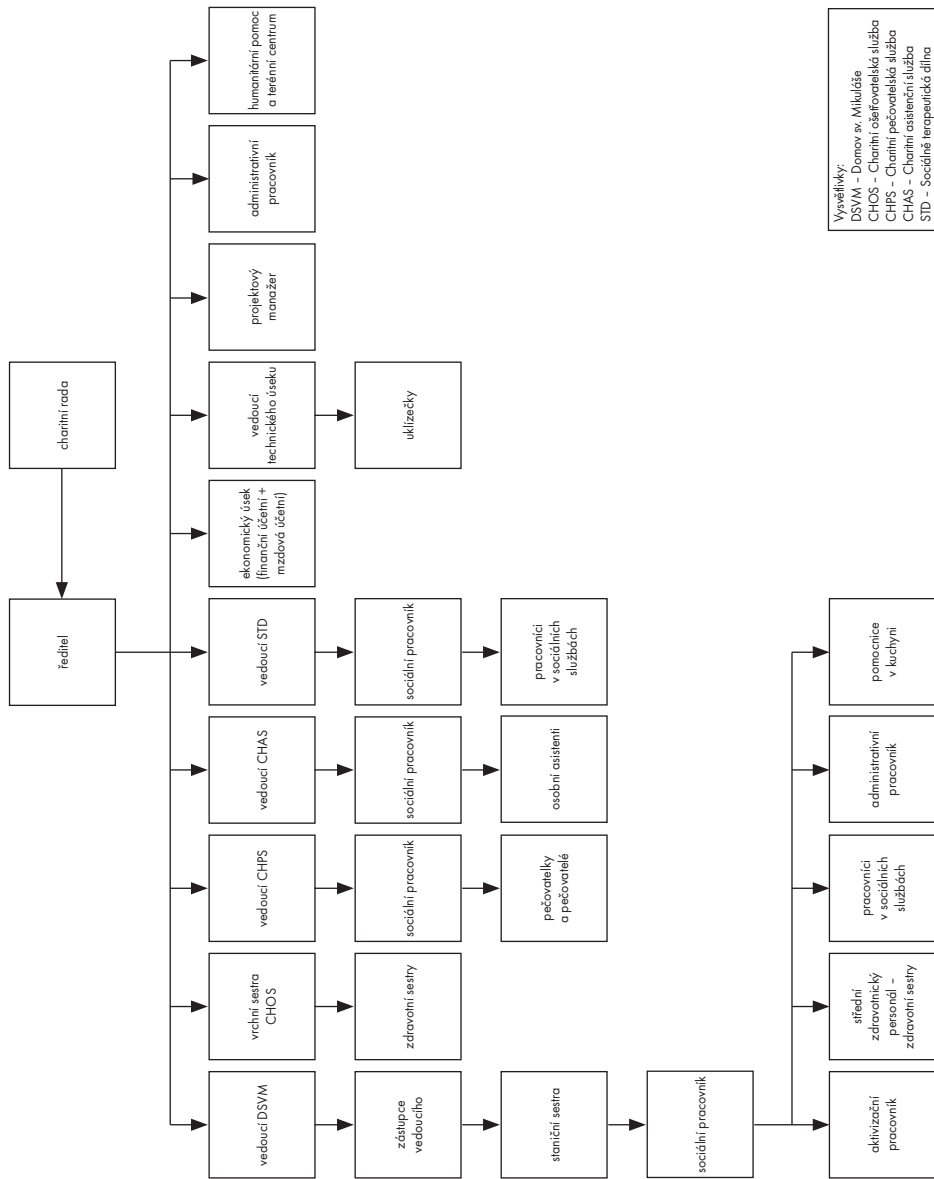 charitní rada
ředitel
vedoucí DSVM
vrchní sestra
CHOS
vedoucí CHPS
vedoucí CHAS
vedoucí STD
ekonomický úsek
(finanční účetní +
mzdová účetní)
vedoucí
technického úseku
projektový
manažer
administrativní
pracovník
humanitární pomoc
a terénní centrum
zástupce
vedoucího
zdravotní sestry
sociální pracovník
sociální pracovník
sociální pracovník
uklízečky
staniční sestra
pečovatelky
a pečovatelé
osobní asistenti
pracovníci
v sociálních
službách
sociální pracovník
aktivizační
pracovník
střední
zdravotnický
personál –
zdravotní sestry
pracovníci
v sociálních
službách
administrativní
pracovník
pomocnice
v kuchyni
Vysvětlivky:
DSVM – Domov sv. Mikuláše
CHOS – Charitní ošetřovatelská služba
CHPS – Charitní pečovatelská služba
CHAS – Charitní asistenční služba
STD – Sociálně terapeutická dílna